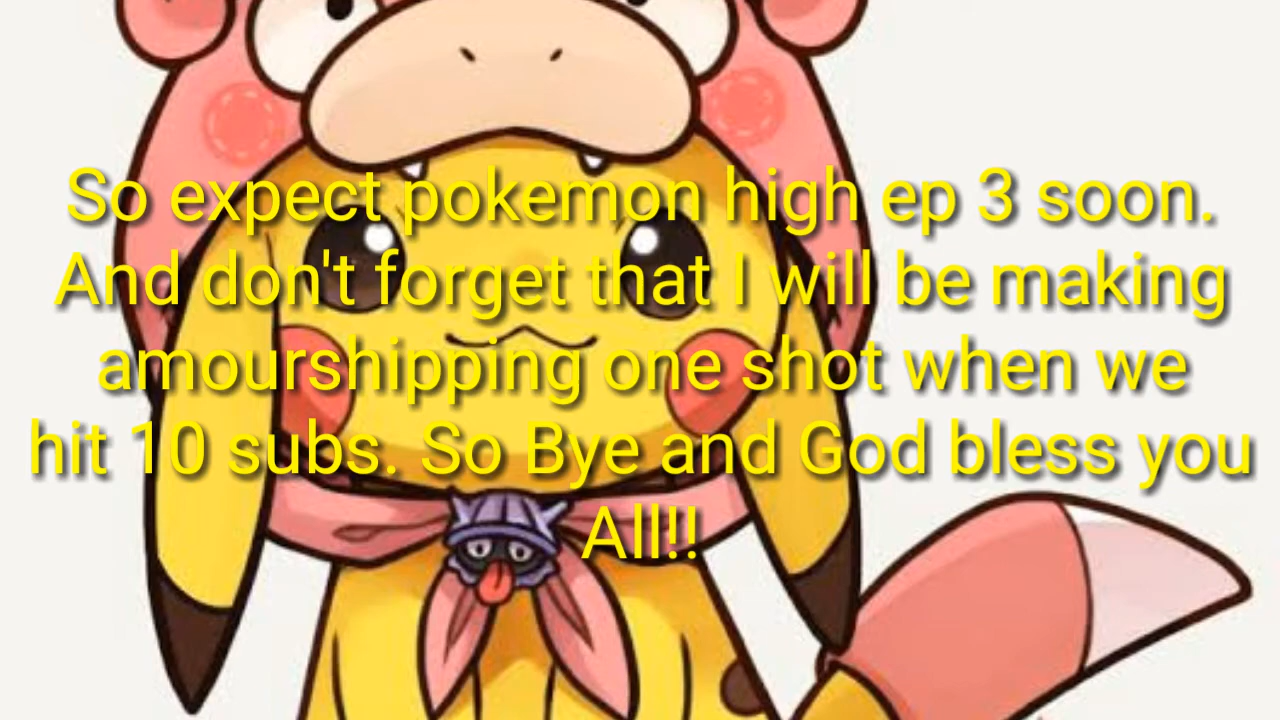 So expect pokemon high ep 3 soon.
And don't forget that I will be making
amourshipping one shot when we
hit 10 subs. So Bye and God bless you
All!!